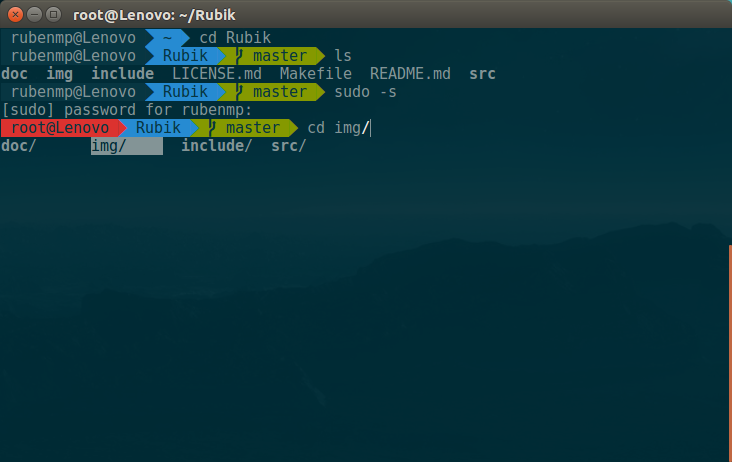 root@Lenovo: ~/Rubik
rubenmp@Lenovo ~ cd Rubik
rubenmp@Lenovo Rubik master ls
doc img include LICENSE.md Makefile README.md src
rubenmp@Lenovo Rubik master sudo -s
[sudo] password for rubenmp:
root@Lenovo Rubik master cd img/
doc/ img/ include/ src/